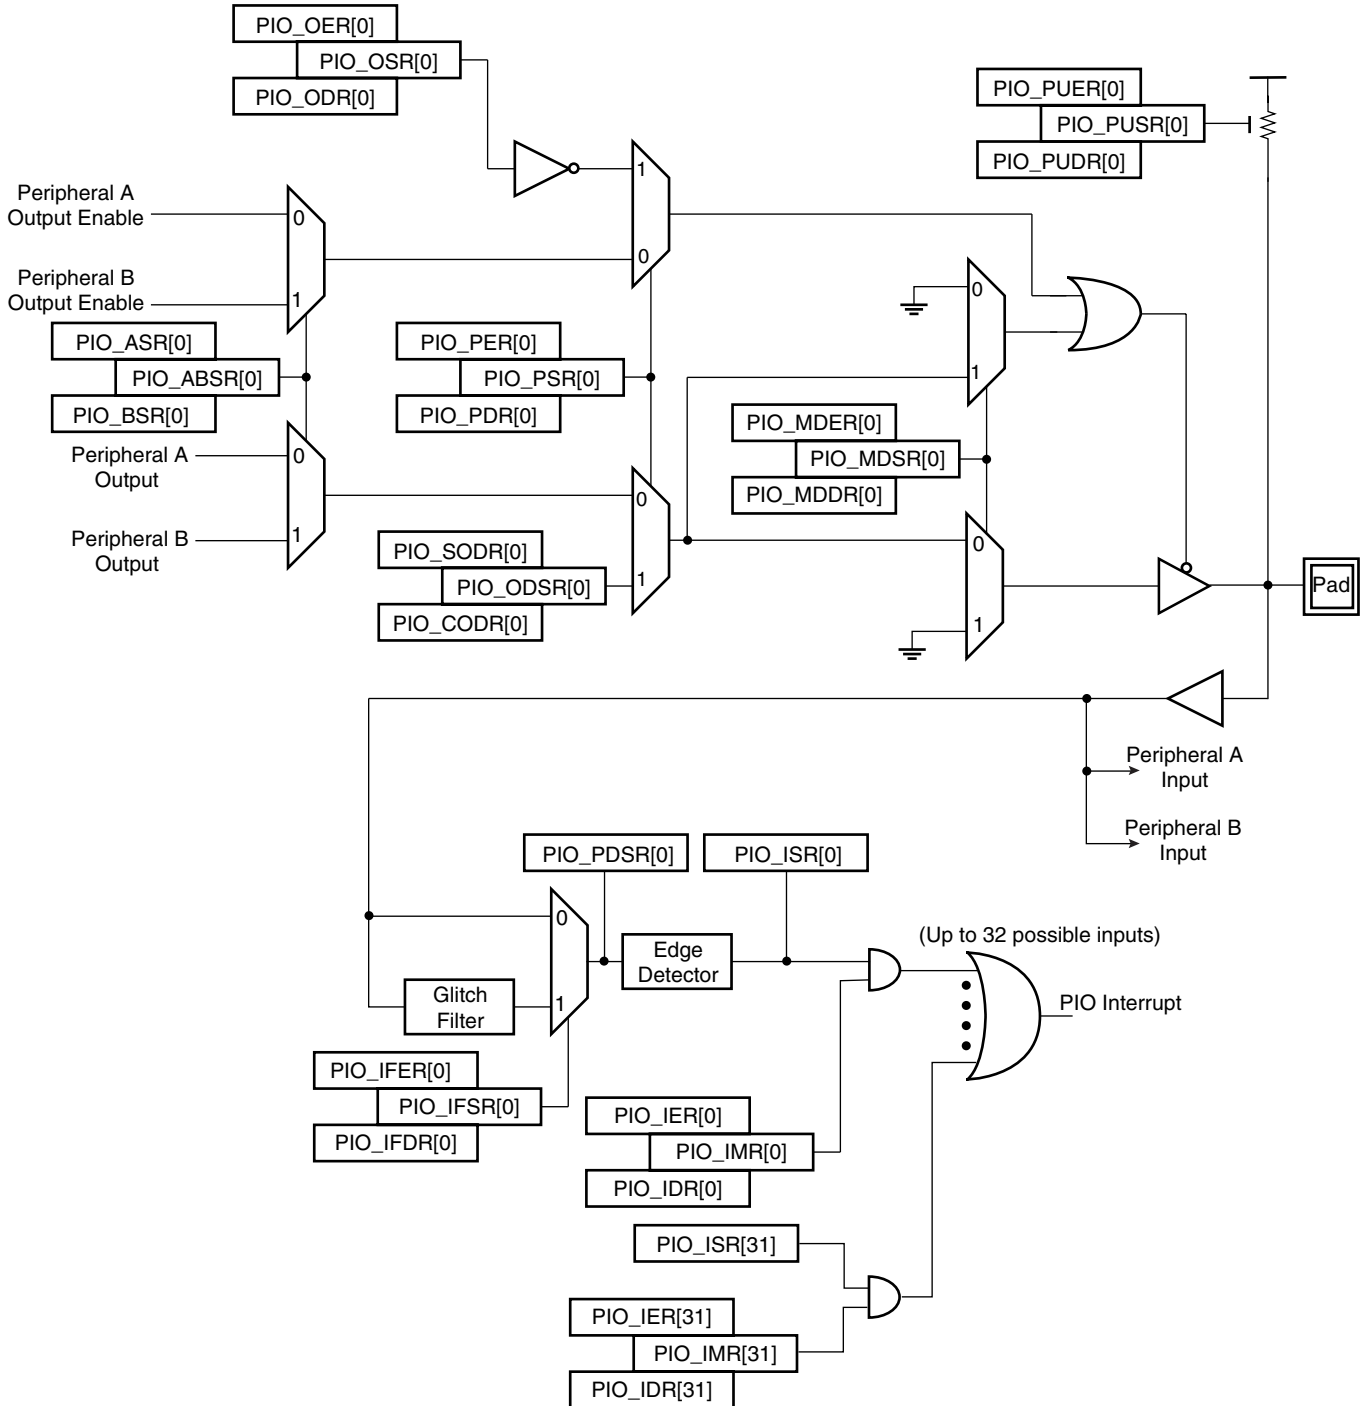 PIO_OER[0]
PIO_OSR[0]
PIO_ODR[0]
PIO_PUER[0]
PIO_PUSR[0]
PIO_PUDR[0]
1
0
Peripheral A
Output Enable
0
Peripheral B
Output Enable
1
PIO_ASR[0]
PIO_ABSR[0]
PIO_BSR[0]
PIO_PER[0]
PIO_PSR[0]
PIO_PDR[0]
0
1
PIO_MDER[0]
PIO_MDSR[0]
PIO_MDDR[0]
Peripheral A
Output
0
Peripheral B
Output
1
0
1
PIO_SODR[0]
PIO_ODSR[0]
PIO_CODR[0]
0
1
Pad
Peripheral A
Input
Peripheral B
Input
PIO_PDSR[0]
PIO_ISR[0]
0
1
Edge
Detector
Glitch
Filter
(Up to 32 possible inputs)
PIO Interrupt
PIO_IFER[0]
PIO_IFSR[0]
PIO_IFDR[0]
PIO_IER[0]
PIO_IMR[0]
PIO_IDR[0]
PIO_ISR[31]
PIO_IER[31]
PIO_IMR[31]
PIO_IDR[31]